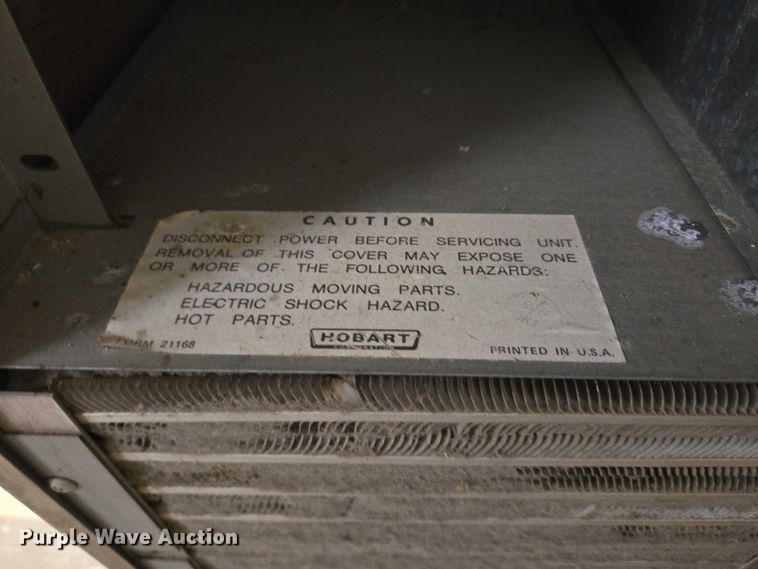 CAUTION
DISCONNECT POWER BEFORE SERVICING UNIT.
REMOVAL OF THIS COVER MAY EXPOSE ONE
OR MORE OF THE FOLLOWING HAZARDS:
HAZARDOUS MOVING PARTS.
ELECTRIC SHOCK HAZARD.
HOT PARTS.
HOBART
CORPORATION
FORM 21168
PRINTED IN U.S.A.
Purple Wave Auction